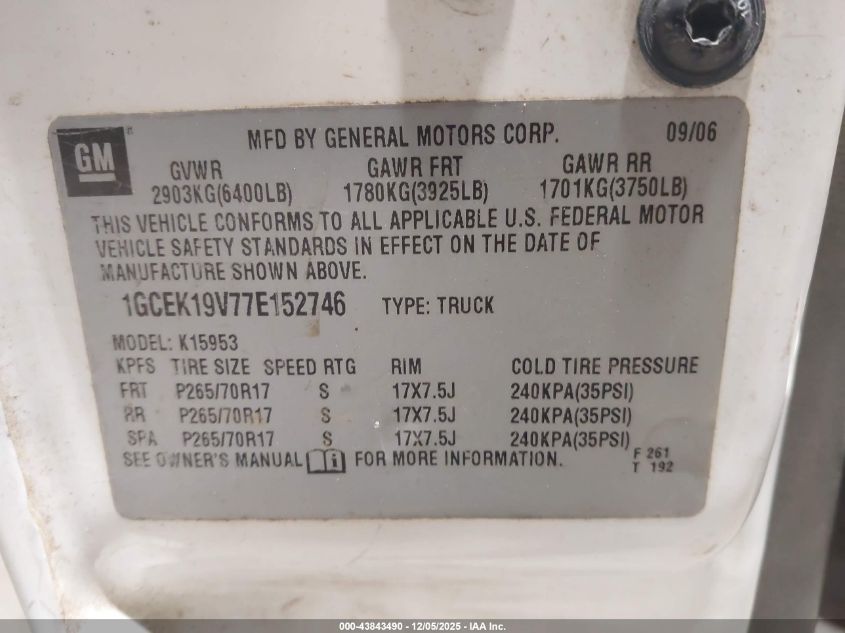 GM
MFD BY GENERAL MOTORS CORP. 09/06
GVWR GAWR FRT GAWR RR
2903KG(6400LB) 1780KG(3925LB) 1701KG(3750LB)
THIS VEHICLE CONFORMS TO ALL APPLICABLE U.S. FEDERAL MOTOR
VEHICLE SAFETY STANDARDS IN EFFECT ON THE DATE OF
MANUFACTURE SHOWN ABOVE.
1GCEK19V77E152746 TYPE: TRUCK
MODEL: K15953
KPFS TIRE SIZE SPEED RTG RIM COLD TIRE PRESSURE
FRT P265/70R17 S 17X7.5J 240KPA(35PSI)
RR P265/70R17 S 17X7.5J 240KPA(35PSI)
SPA P265/70R17 S 17X7.5J 240KPA(35PSI)
SEE OWNER'S MANUAL FOR MORE INFORMATION.
F 261
T 192
000-43843490 - 12/05/2025 - IAA Inc.